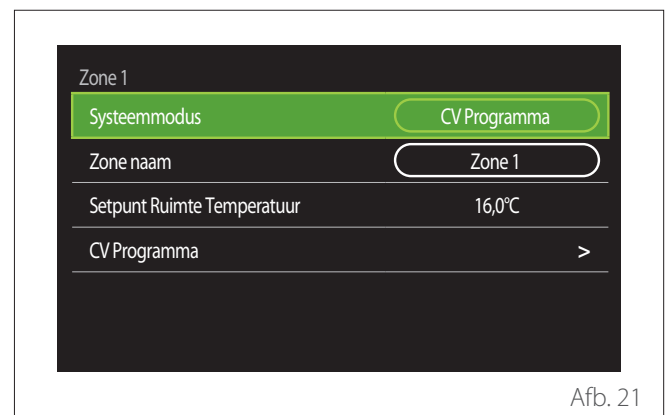 Zone 1
Systeemmodus CV Programma
Zone naam Zone 1
Setpunt Ruimte Temperatuur 16,0°C
CV Programma >
Afb. 21